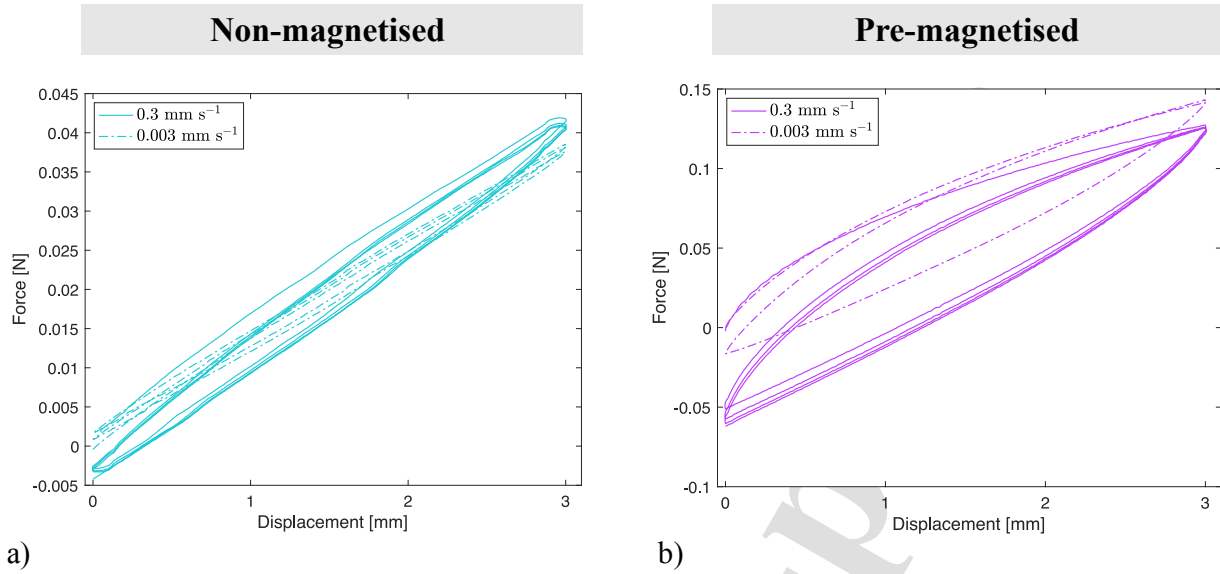 Non-magnetised
Pre-magnetised
0.3 mm s⁻¹
0.003 mm s⁻¹
0.045
0.04
0.035
0.03
0.025
0.02
0.015
0.01
0.005
0
-0.005
Force [N]
0 1 2 3
Displacement [mm]
a)
0.3 mm s⁻¹
0.003 mm s⁻¹
0.15
0.1
0.05
0
-0.05
-0.1
Force [N]
0 1 2 3
Displacement [mm]
b)